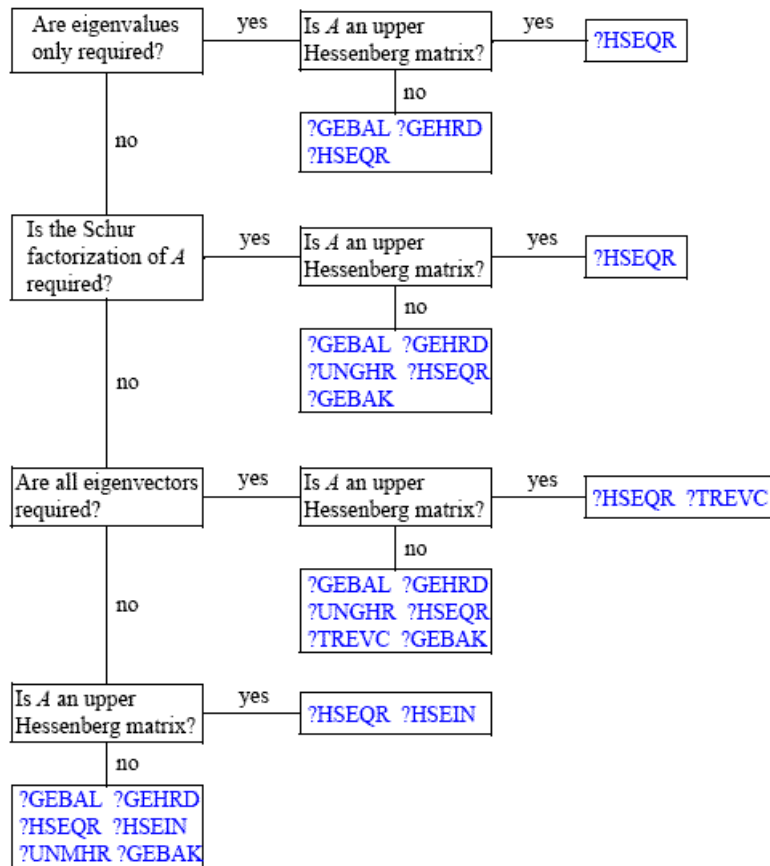 Are eigenvalues
only required?
yes
Is A an upper
Hessenberg matrix?
yes
?HSEQR
no
?GEBAL ?GEHRD
?HSEQR
no
Is the Schur
factorization of A
required?
yes
Is A an upper
Hessenberg matrix?
yes
?HSEQR
no
?GEBAL ?GEHRD
?UNGHR ?HSEQR
?GEBAK
no
Are all eigenvectors
required?
yes
Is A an upper
Hessenberg matrix?
yes
?HSEQR ?TREVC
no
?GEBAL ?GEHRD
?UNGHR ?HSEQR
?TREVC ?GEBAK
no
Is A an upper
Hessenberg matrix?
yes
?HSEQR ?HSEIN
no
?GEBAL ?GEHRD
?HSEQR ?HSEIN
?UNMHR ?GEBAK